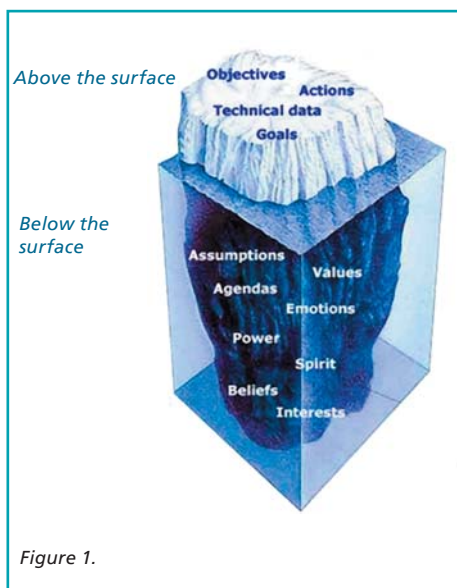 Above the surface
Objectives
Actions
Technical data
Goals
Below the
surface
Assumptions
Values
Agendas
Emotions
Power
Spirit
Beliefs
Interests
Figure 1.